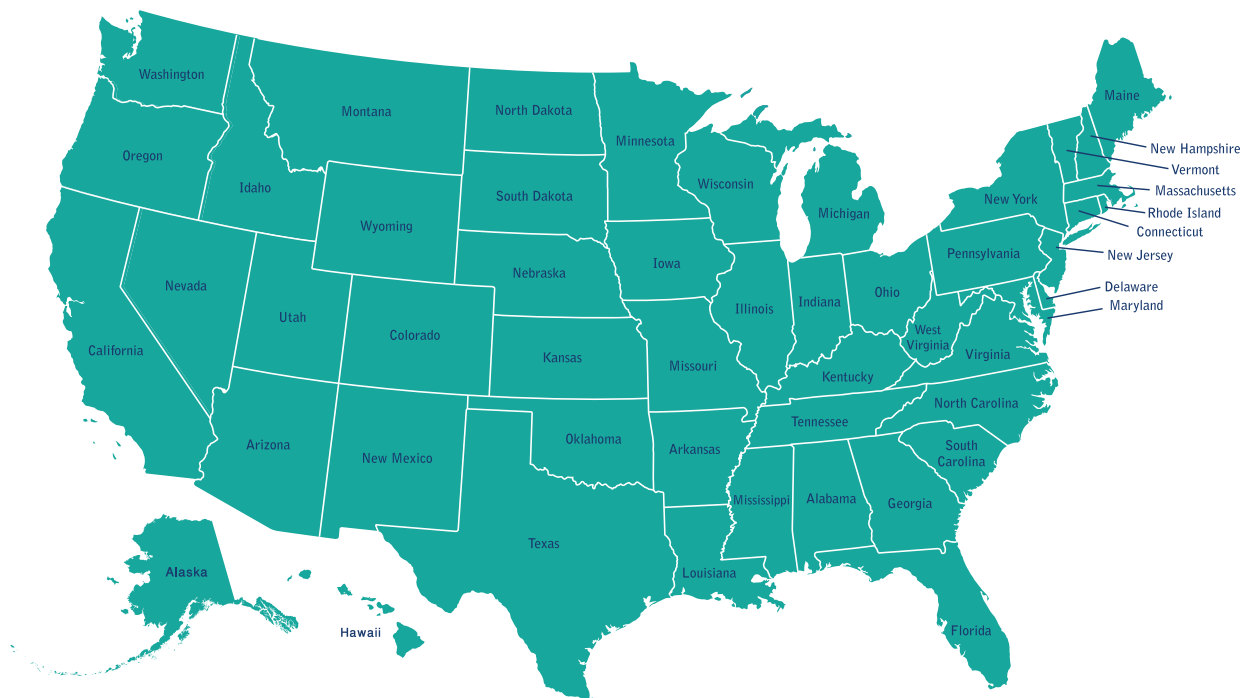 Washington
Montana
North Dakota
Minnesota
Maine
Oregon
Idaho
Wyoming
South Dakota
Wisconsin
Michigan
New York
New Hampshire
Vermont
Massachusetts
Rhode Island
Connecticut
New Jersey
Delaware
Maryland
Pennsylvania
Nevada
Utah
Colorado
Nebraska
Iowa
Illinois
Indiana
Ohio
West
Virginia
Virginia
California
Kansas
Missouri
Kentucky
North Carolina
Tennessee
South
Carolina
Arizona
New Mexico
Oklahoma
Arkansas
Mississippi
Alabama
Georgia
Texas
Louisiana
Florida
Alaska
Hawaii